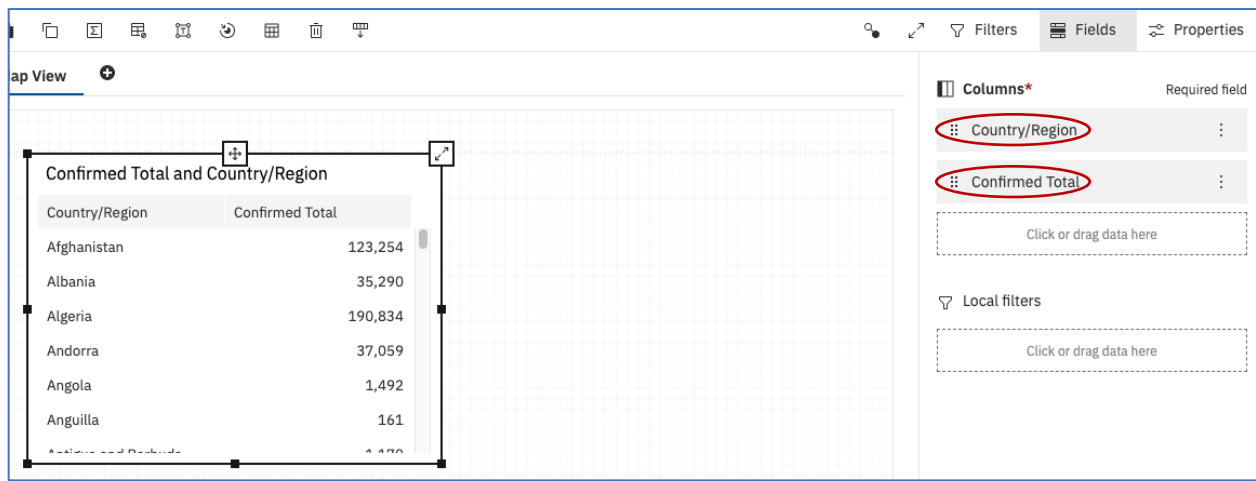 Filters
Fields
Properties
ap View
Columns*
Required field
Country/Region
Confirmed Total
Click or drag data here
Local filters
Click or drag data here
Confirmed Total and Country/Region
Country/Region Confirmed Total
Afghanistan 123,254
Albania 35,290
Algeria 190,834
Andorra 37,059
Angola 1,492
Anguilla 161